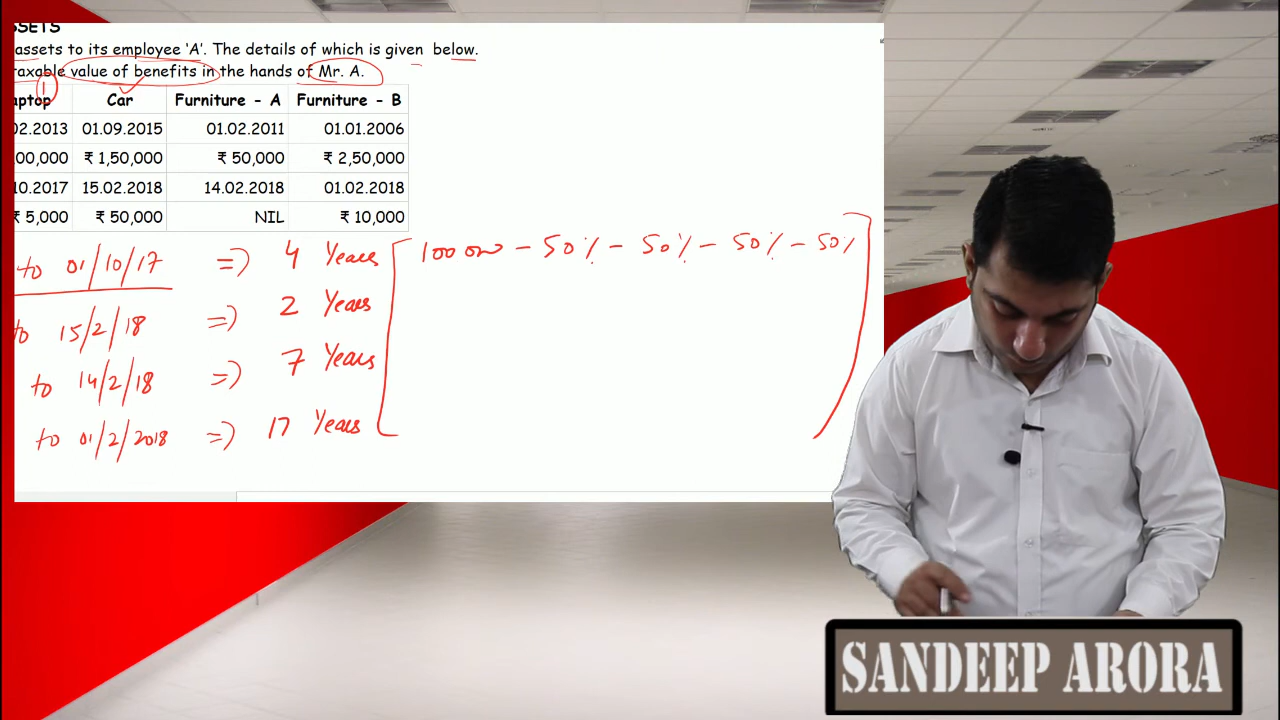 SSETS
assets to its employee ‘A’. The details of which is given below.
taxable value of benefits in the hands of Mr. A.
aptop Car Furniture - A Furniture - B
1
02.2013 01.09.2015 01.02.2011 01.01.2006
00,000 ₹ 1,50,000 ₹ 50,000 ₹ 2,50,000
10.2017 15.02.2018 14.02.2018 01.02.2018
₹ 5,000 ₹ 50,000 NIL ₹ 10,000
to 01/10/17 => 4 Years [ 100000 - 50% - 50% - 50% - 50% ]
to 15/2/18 => 2 Years
to 14/2/18 => 7 Years
to 01/2/2018 => 17 Years
SANDEEP ARORA